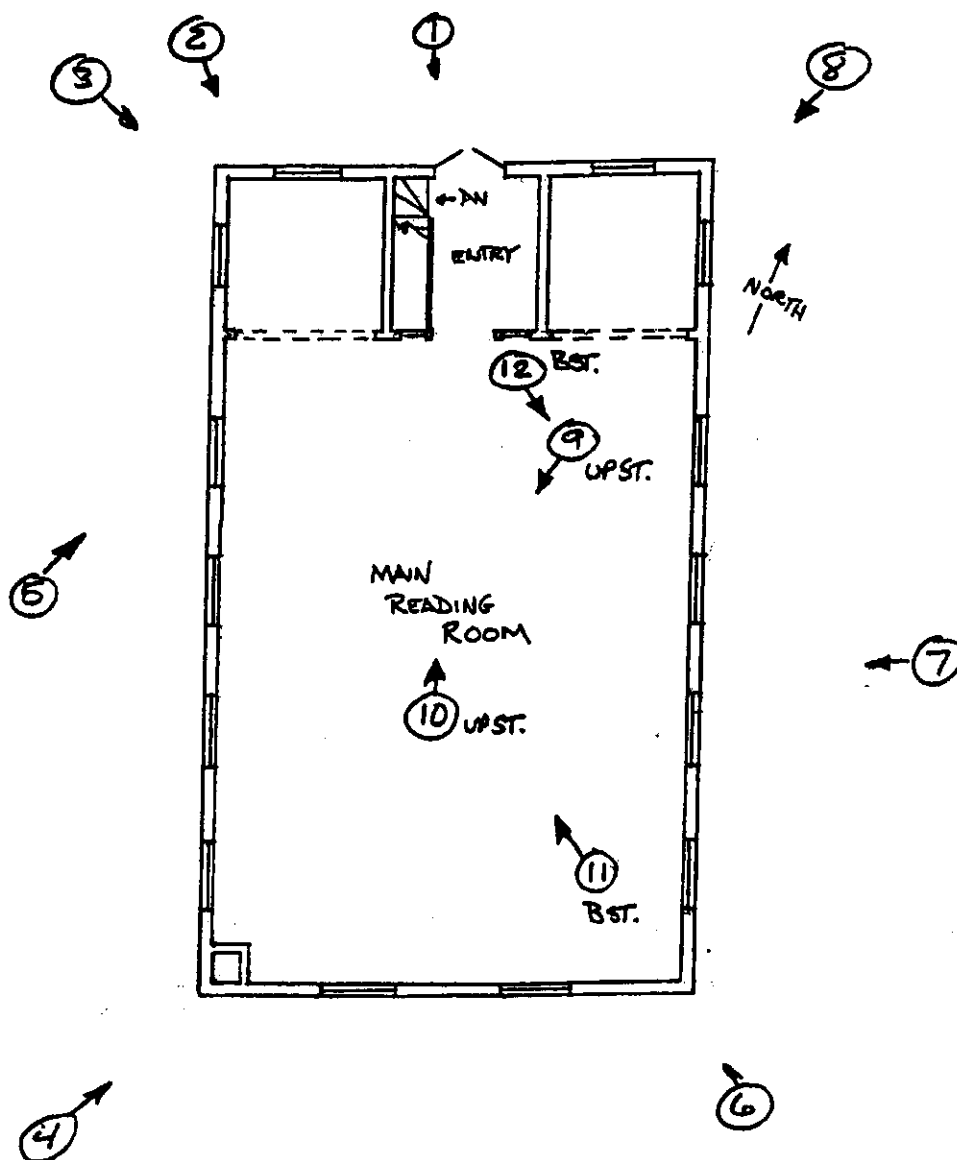 1
2
8
3
←DN
ENTRY
NORTH
12 BST.
9
UPST.
5
MAIN
READING
ROOM
7
10 UPST.
11
BST.
6
4